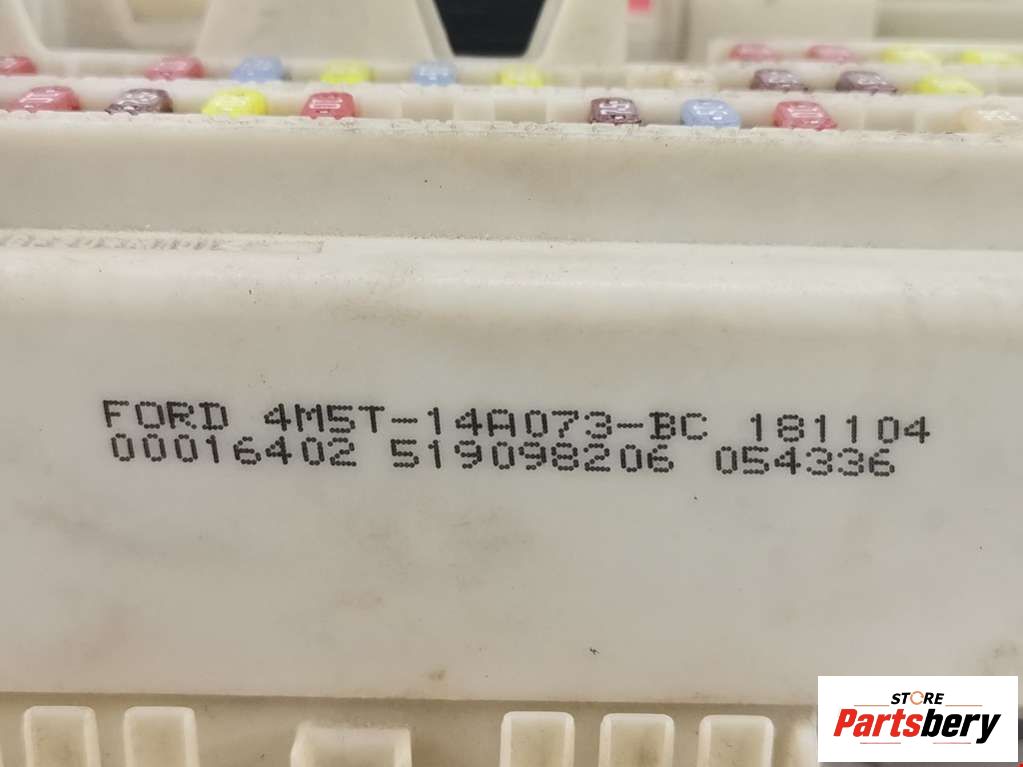 FORD 4M5T-14A073-BC 181104
00016402 519098206 054336
STORE
Partsbery